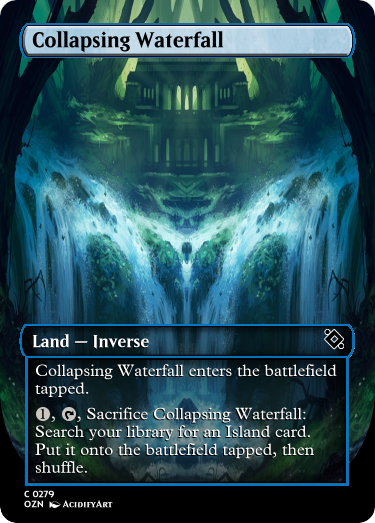 Collapsing Waterfall
Land — Inverse
Collapsing Waterfall enters the battlefield
tapped.
1, , Sacrifice Collapsing Waterfall:
Search your library for an Island card.
Put it onto the battlefield tapped, then
shuffle.
C 0279
OZN AcidifyArt